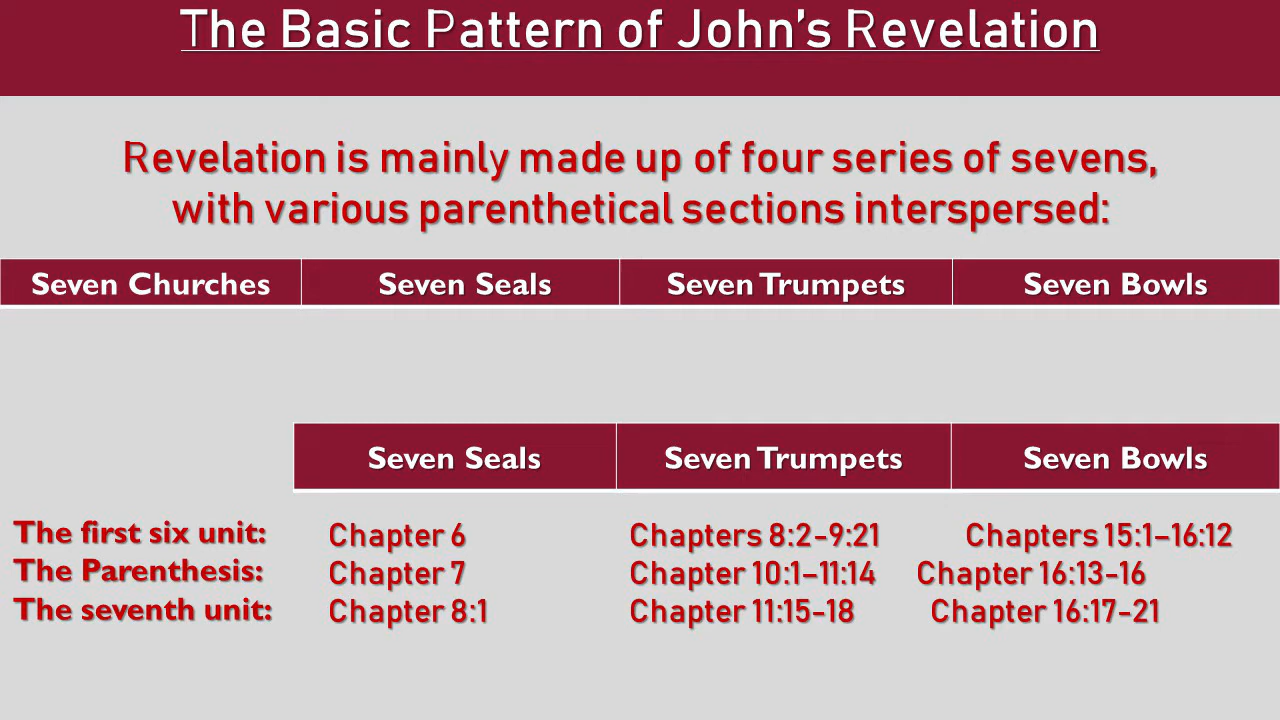 The Basic Pattern of John's Revelation
Revelation is mainly made up of four series of sevens,
with various parenthetical sections interspersed:
Seven Churches Seven Seals Seven Trumpets Seven Bowls
Seven Seals Seven Trumpets Seven Bowls
The first six unit: Chapter 6 Chapters 8:2-9:21 Chapters 15:1–16:12
The Parenthesis: Chapter 7 Chapter 10:1–11:14 Chapter 16:13-16
The seventh unit: Chapter 8:1 Chapter 11:15-18 Chapter 16:17-21